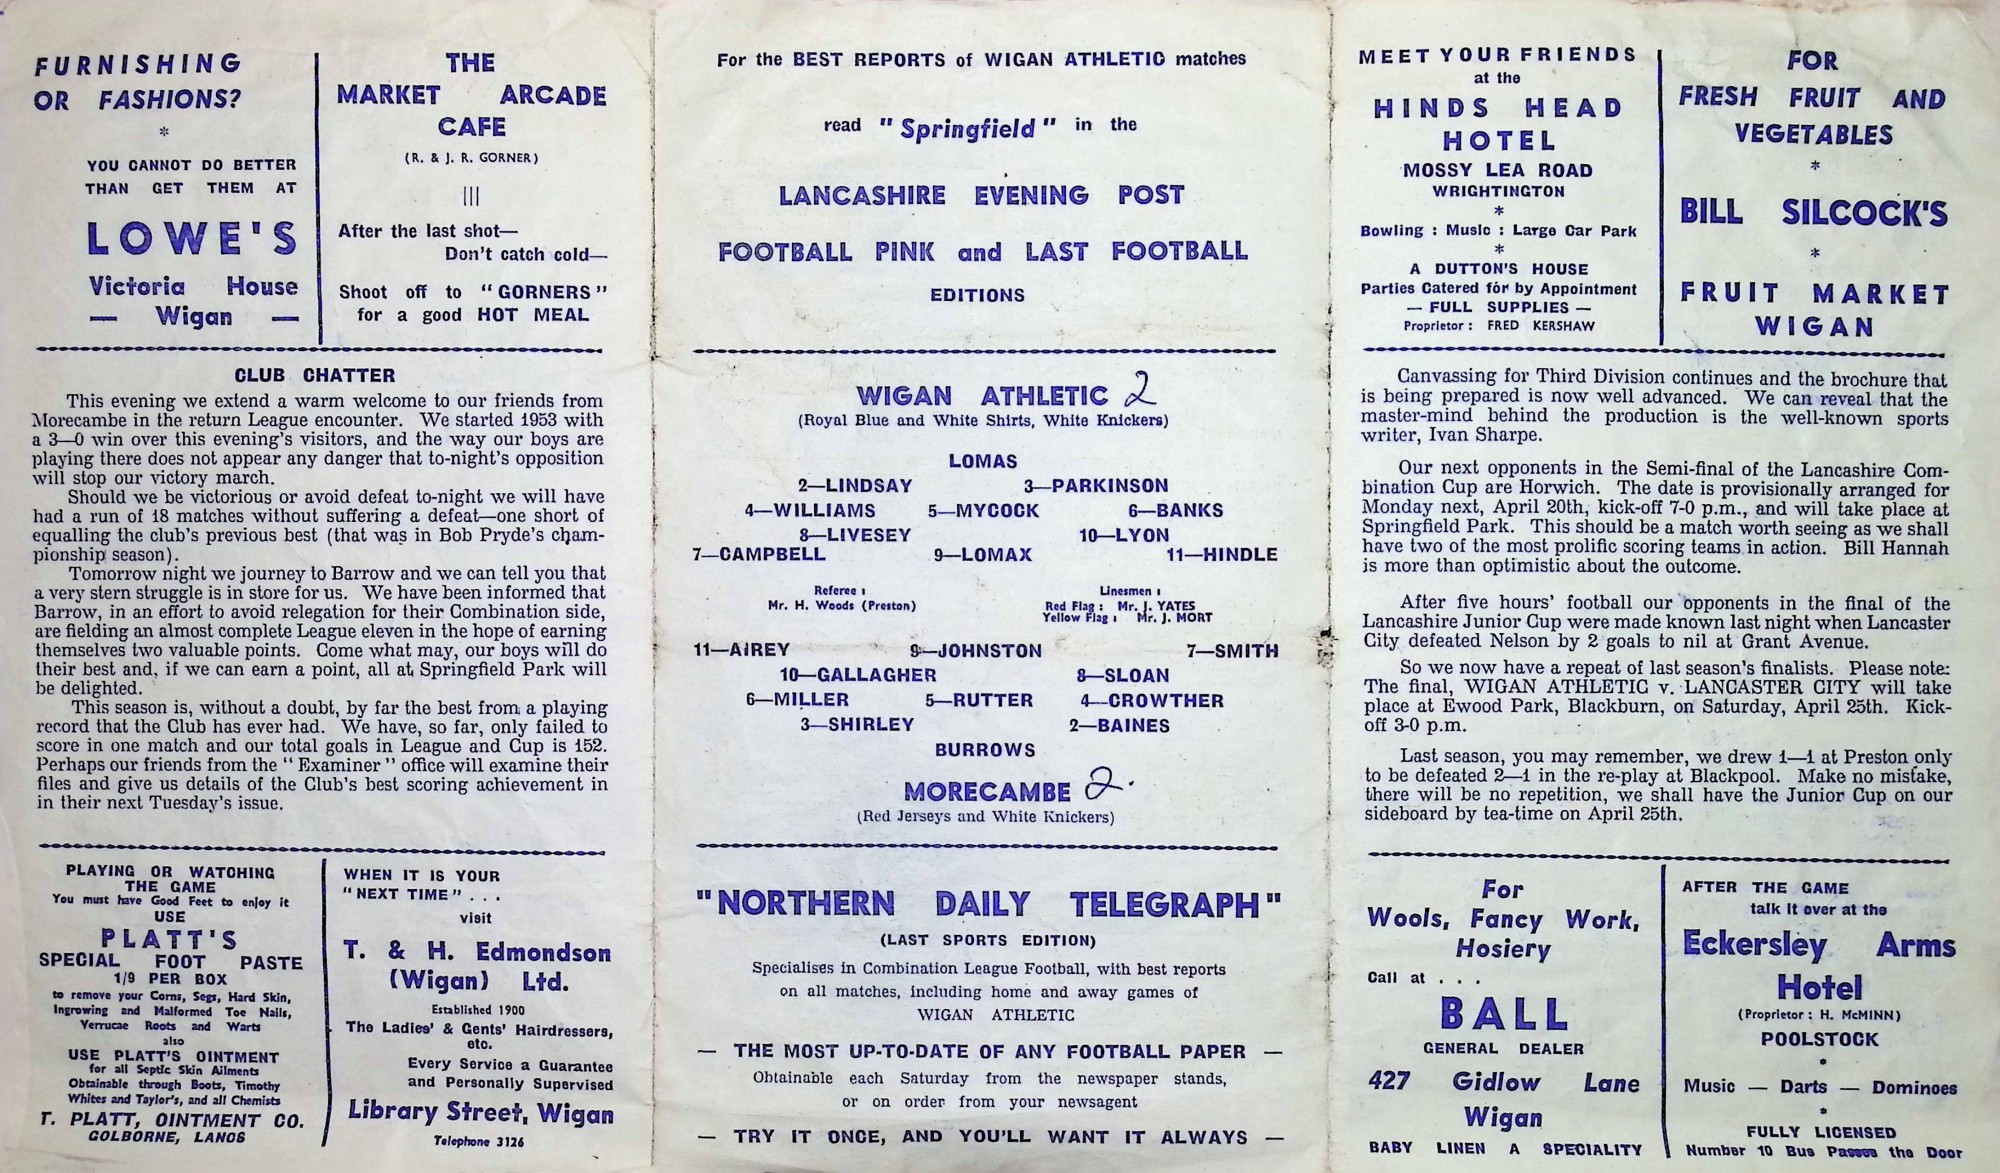 FURNISHING
OR FASHIONS?
*
YOU CANNOT DO BETTER
THAN GET THEM AT
LOWE'S
Victoria House
— Wigan —
THE
MARKET ARCADE
CAFE
(R. & J. R. GORNER)
|||
After the last shot—
Don't catch cold—
Shoot off to "GORNERS"
for a good HOT MEAL
CLUB CHATTER
This evening we extend a warm welcome to our friends from
Morecambe in the return League encounter. We started 1953 with
a 3—0 win over this evening's visitors, and the way our boys are
playing there does not appear any danger that to-night's opposition
will stop our victory march.
Should we be victorious or avoid defeat to-night we will have
had a run of 18 matches without suffering a defeat—one short of
equalling the club's previous best (that was in Bob Pryde's cham-
pionship season).
Tomorrow night we journey to Barrow and we can tell you that
a very stern struggle is in store for us. We have been informed that
Barrow, in an effort to avoid relegation for their Combination side,
are fielding an almost complete League eleven in the hope of earning
themselves two valuable points. Come what may, our boys will do
their best and, if we can earn a point, all at Springfield Park will
be delighted.
This season is, without a doubt, by far the best from a playing
record that the Club has ever had. We have, so far, only failed to
score in one match and our total goals in League and Cup is 152.
Perhaps our friends from the "Examiner" office will examine their
files and give us details of the Club's best scoring achievement in
in their next Tuesday's issue.
PLAYING OR WATCHING
THE GAME
You must have Good Feet to enjoy it
USE
PLATT'S
SPECIAL FOOT PASTE
1/9 PER BOX
to remove your Corns, Segs, Hard Skin,
Ingrowing and Malformed Toe Nails,
Verrucae Roots and Warts
also
USE PLATT'S OINTMENT
for all Septic Skin Ailments
Obtainable through Boots, Timothy
Whites and Taylor's, and all Chemists
T. PLATT, OINTMENT CO.
GOLBORNE, LANCS
WHEN IT IS YOUR
"NEXT TIME" . . .
visit
T. & H. Edmondson
(Wigan) Ltd.
Established 1900
The Ladies' & Gents' Hairdressers,
etc.
Every Service a Guarantee
and Personally Supervised
Library Street, Wigan
Telephone 3126
For the BEST REPORTS of WIGAN ATHLETIC matches
read "Springfield" in the
LANCASHIRE EVENING POST
FOOTBALL PINK and LAST FOOTBALL
EDITIONS
WIGAN ATHLETIC 2
(Royal Blue and White Shirts, White Knickers)
LOMAS
2—LINDSAY 3—PARKINSON
4—WILLIAMS 5—MYCOCK 6—BANKS
8—LIVESEY 10—LYON
7—CAMPBELL 9—LOMAX 11—HINDLE
Referee : Linesmen :
Mr. H. Woods (Preston) Red Flag : Mr. J. YATES
Yellow Flag : Mr. J. MORT
11—AIREY 9—JOHNSTON 7—SMITH
10—GALLAGHER 8—SLOAN
6—MILLER 5—RUTTER 4—CROWTHER
3—SHIRLEY 2—BAINES
BURROWS
MORECAMBE 2.
(Red Jerseys and White Knickers)
"NORTHERN DAILY TELEGRAPH"
(LAST SPORTS EDITION)
Specialises in Combination League Football, with best reports
on all matches, including home and away games of
WIGAN ATHLETIC
— THE MOST UP-TO-DATE OF ANY FOOTBALL PAPER —
Obtainable each Saturday from the newspaper stands,
or on order from your newsagent
— TRY IT ONCE, AND YOU'LL WANT IT ALWAYS —
MEET YOUR FRIENDS
at the
HINDS HEAD
HOTEL
MOSSY LEA ROAD
WRIGHTINGTON
*
Bowling : Music : Large Car Park
*
A DUTTON'S HOUSE
Parties Catered for by Appointment
— FULL SUPPLIES —
Proprietor : FRED KERSHAW
FOR
FRESH FRUIT AND
VEGETABLES
*
BILL SILCOCK'S
*
FRUIT MARKET
WIGAN
Canvassing for Third Division continues and the brochure that
is being prepared is now well advanced. We can reveal that the
master-mind behind the production is the well-known sports
writer, Ivan Sharpe.
Our next opponents in the Semi-final of the Lancashire Com-
bination Cup are Horwich. The date is provisionally arranged for
Monday next, April 20th, kick-off 7-0 p.m., and will take place at
Springfield Park. This should be a match worth seeing as we shall
have two of the most prolific scoring teams in action. Bill Hannah
is more than optimistic about the outcome.
After five hours' football our opponents in the final of the
Lancashire Junior Cup were made known last night when Lancaster
City defeated Nelson by 2 goals to nil at Grant Avenue.
So we now have a repeat of last season's finalists. Please note:
The final, WIGAN ATHLETIC v. LANCASTER CITY will take
place at Ewood Park, Blackburn, on Saturday, April 25th. Kick-
off 3-0 p.m.
Last season, you may remember, we drew 1—1 at Preston only
to be defeated 2—1 in the re-play at Blackpool. Make no mistake,
there will be no repetition, we shall have the Junior Cup on our
sideboard by tea-time on April 25th.
For
Wools, Fancy Work,
Hosiery
Call at . . .
BALL
GENERAL DEALER
427 Gidlow Lane
Wigan
BABY LINEN A SPECIALITY
AFTER THE GAME
talk it over at the
Eckersley Arms
Hotel
(Proprietor : H. McMINN)
POOLSTOCK
*
Music — Darts — Dominoes
*
FULLY LICENSED
Number 10 Bus Passes the Door